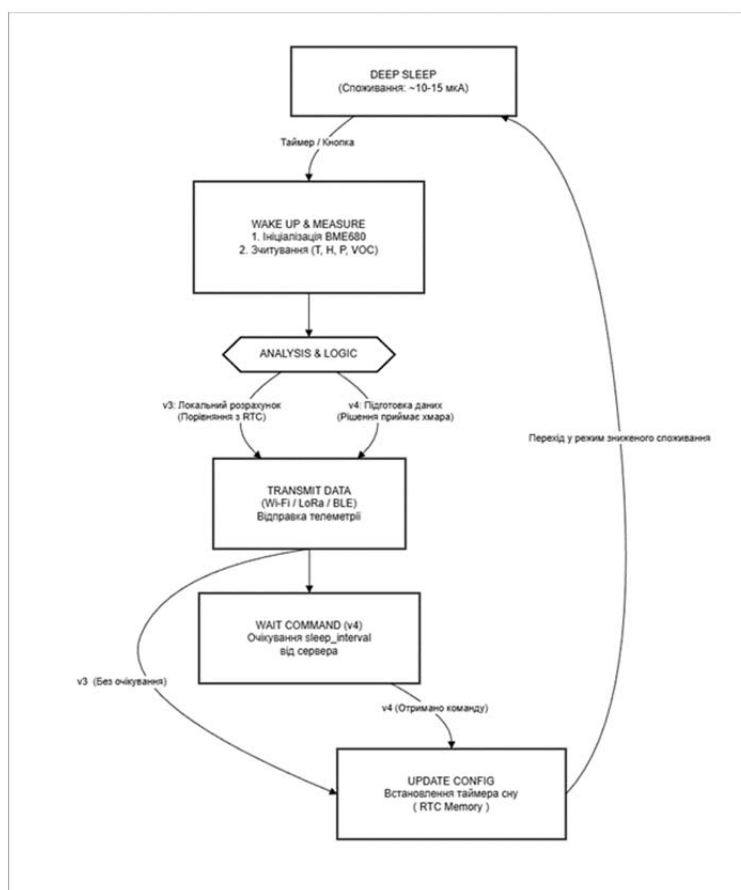 DEEP SLEEP
(Споживання: ~10-15 мкА)
Таймер / Кнопка
WAKE UP & MEASURE
1. Ініціалізація BME680
2. Зчитування (T, H, P, VOC)
ANALYSIS & LOGIC
v3: Локальний розрахунок
(Порівняння з RTC)
v4: Підготовка даних
(Рішення приймає хмара)
Перехід у режим зниженого споживання
TRANSMIT DATA
(Wi-Fi / LoRa / BLE)
Відправка телеметрії
WAIT COMMAND (v4)
Очікування sleep_interval
від сервера
v3 (Без очікування)
v4 (Отримано команду)
UPDATE CONFIG
Встановлення таймера сну
( RTC Memory )